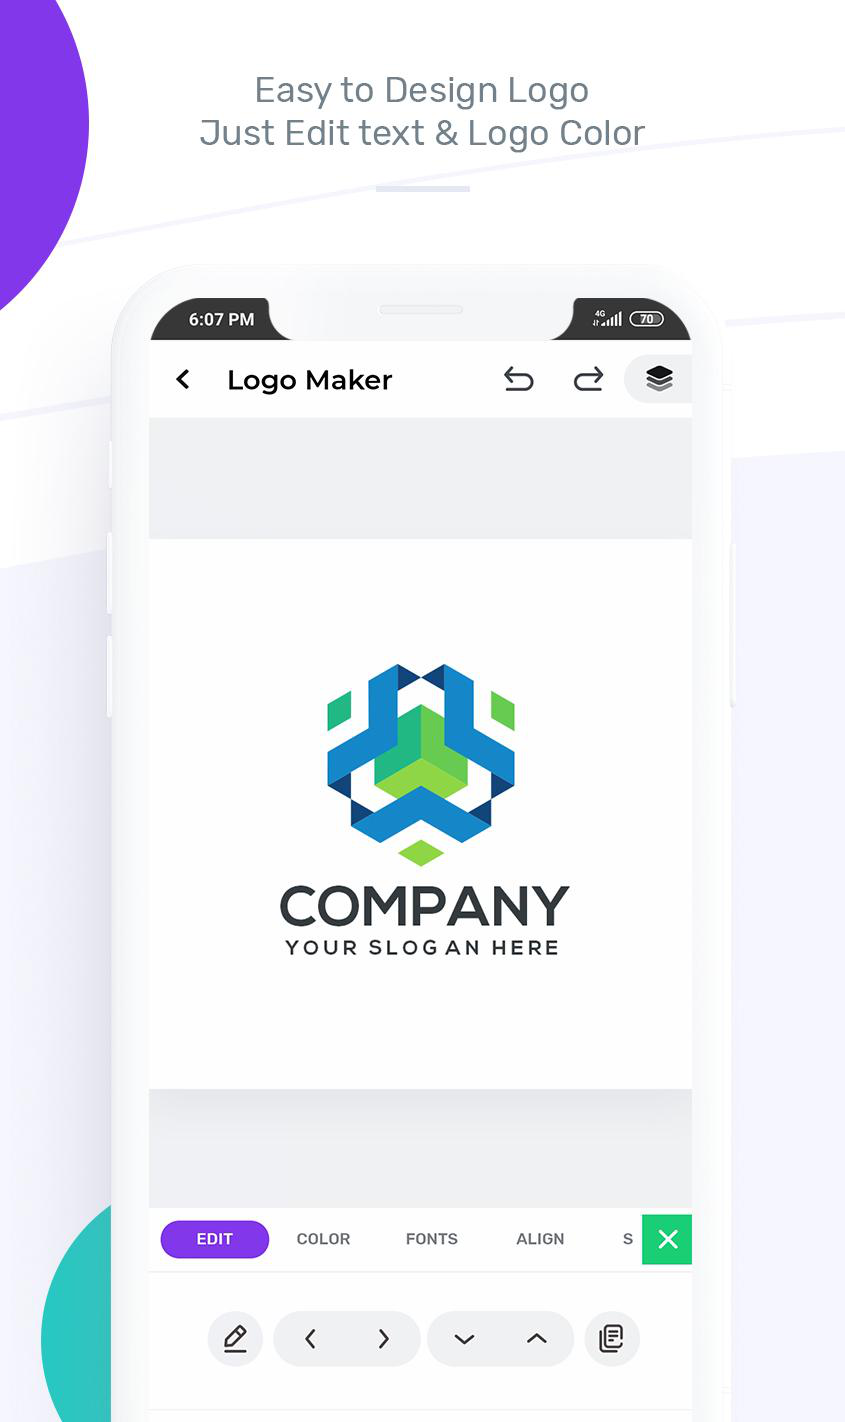 Easy to Design Logo
Just Edit text & Logo Color
6:07 PM
4G
70
Logo Maker
COMPANY
YOUR SLOGAN HERE
EDIT COLOR FONTS ALIGN S